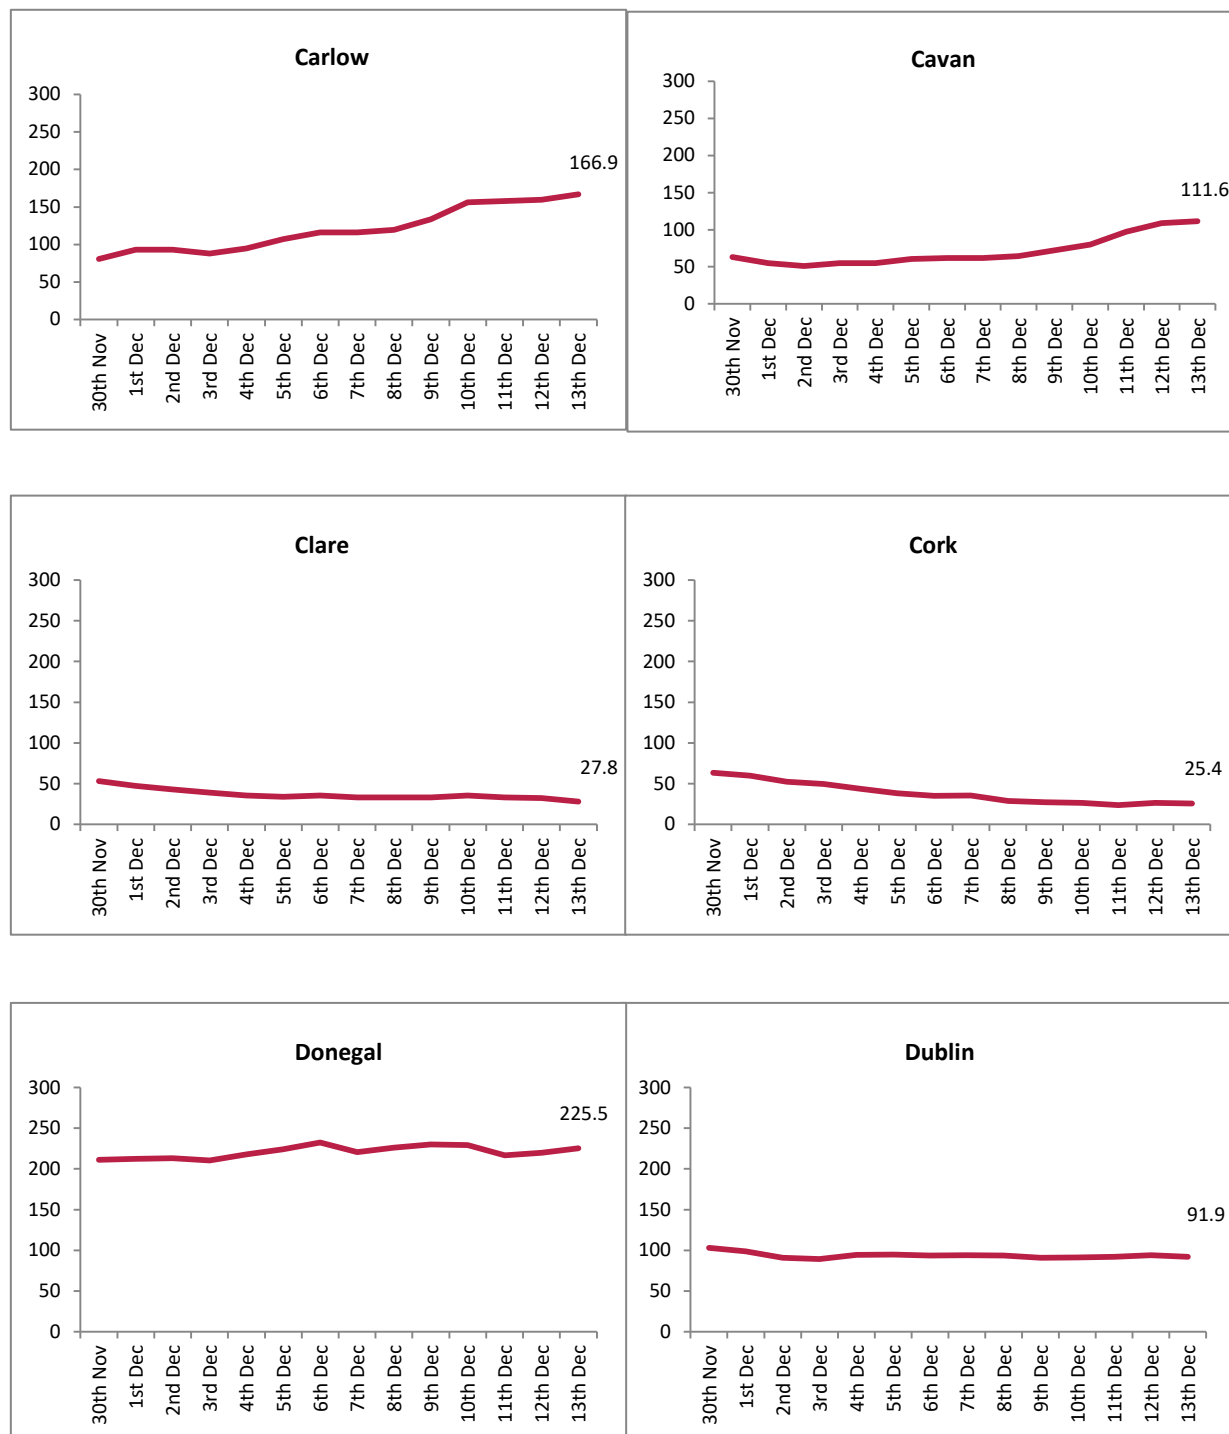 Carlow
300
250
200
150
100
50
0
166.9
30th Nov
1st Dec
2nd Dec
3rd Dec
4th Dec
5th Dec
6th Dec
7th Dec
8th Dec
9th Dec
10th Dec
11th Dec
12th Dec
13th Dec
Cavan
300
250
200
150
100
50
0
111.6
30th Nov
1st Dec
2nd Dec
3rd Dec
4th Dec
5th Dec
6th Dec
7th Dec
8th Dec
9th Dec
10th Dec
11th Dec
12th Dec
13th Dec
Clare
300
250
200
150
100
50
0
27.8
30th Nov
1st Dec
2nd Dec
3rd Dec
4th Dec
5th Dec
6th Dec
7th Dec
8th Dec
9th Dec
10th Dec
11th Dec
12th Dec
13th Dec
Cork
300
250
200
150
100
50
0
25.4
30th Nov
1st Dec
2nd Dec
3rd Dec
4th Dec
5th Dec
6th Dec
7th Dec
8th Dec
9th Dec
10th Dec
11th Dec
12th Dec
13th Dec
Donegal
300
250
200
150
100
50
0
225.5
30th Nov
1st Dec
2nd Dec
3rd Dec
4th Dec
5th Dec
6th Dec
7th Dec
8th Dec
9th Dec
10th Dec
11th Dec
12th Dec
13th Dec
Dublin
300
250
200
150
100
50
0
91.9
30th Nov
1st Dec
2nd Dec
3rd Dec
4th Dec
5th Dec
6th Dec
7th Dec
8th Dec
9th Dec
10th Dec
11th Dec
12th Dec
13th Dec